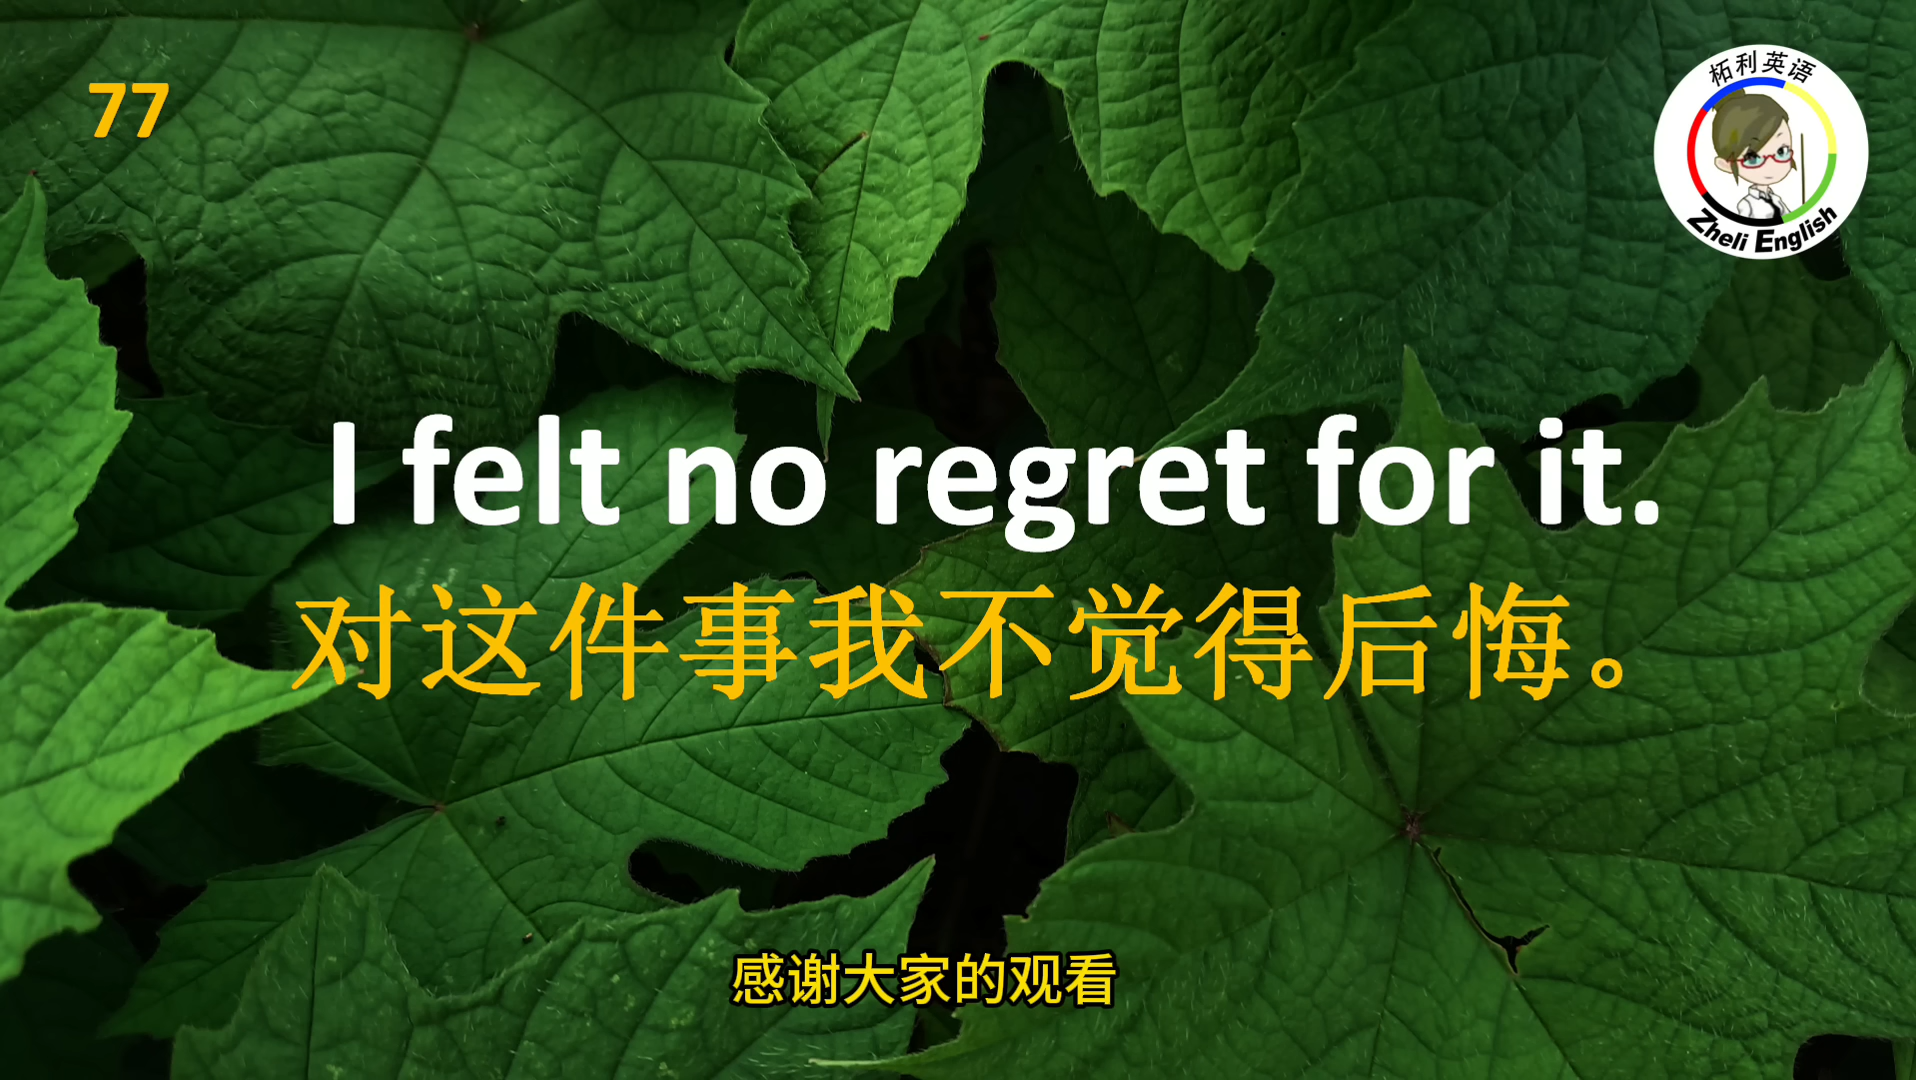 77
柘利英语
Zheli English
I felt no regret for it.
对这件事我不觉得后悔。
感谢大家的观看